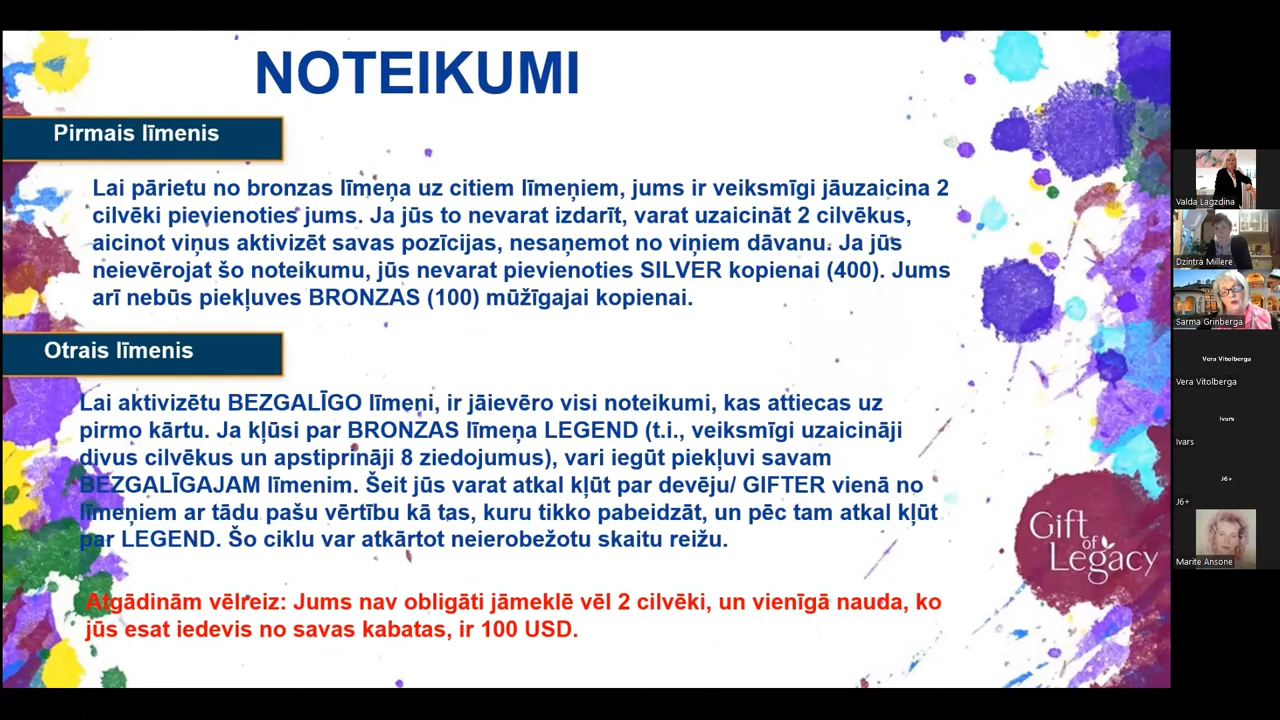 NOTEIKUMI
Pirmais līmenis
Lai pārietu no bronzas līmeņa uz citiem līmeņiem, jums ir veiksmīgi jāuzaicina 2
cilvēki pievienoties jums. Ja jūs to nevarat izdarīt, varat uzaicināt 2 cilvēkus,
aicinot viņus aktivizēt savas pozīcijas, nesaņemot no viņiem dāvanu. Ja jūs
neievērojat šo noteikumu, jūs nevarat pievienoties SILVER kopienai (400). Jums
arī nebūs piekļuves BRONZAS (100) mūžīgajai kopienai.
Otrais līmenis
Lai aktivizētu BEZGALĪGO līmeni, ir jāievēro visi noteikumi, kas attiecas uz
pirmo kārtu. Ja kļūsi par BRONZAS līmeņa LEGEND (t.i., veiksmīgi uzaicināji
divus cilvēkus un apstiprināji 8 ziedojumus), vari iegūt piekļuvi savam
BEZGALĪGAJAM līmenim. Šeit jūs varat atkal kļūt par devēju/ GIFTER vienā no
līmeņiem ar tādu pašu vērtību kā tas, kuru tikko pabeidzāt, un pēc tam atkal kļūt
par LEGEND. Šo ciklu var atkārtot neierobežotu skaitu reižu.
Atgādinām vēlreiz: Jums nav obligāti jāmeklē vēl 2 cilvēki, un vienīgā nauda, ko
jūs esat iedevis no savas kabatas, ir 100 USD.
Gift
of
Legacy
Valda Lagzdina
Dzintra Millere
Sarma Grinberga
Vera Vitolberga
Vera Vitolberga
Ivars
Ivars
J6+
J6+
Marite Ansone